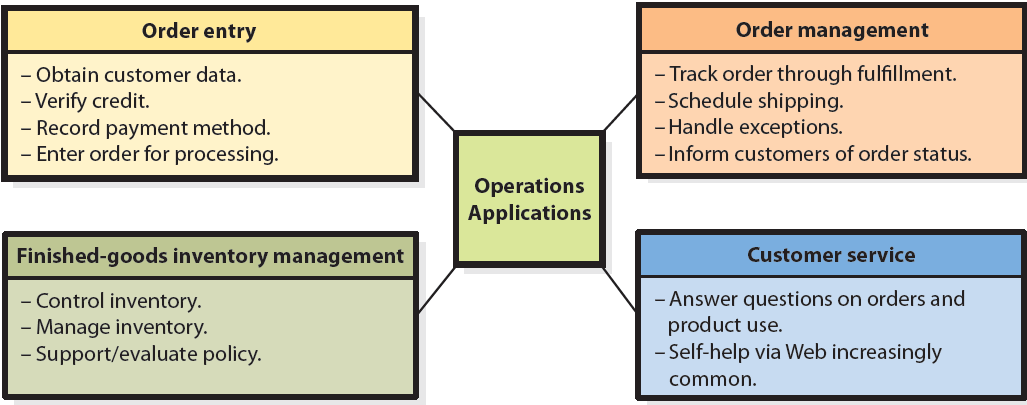 Order entry
– Obtain customer data.
– Verify credit.
– Record payment method.
– Enter order for processing.
Order management
– Track order through fulfillment.
– Schedule shipping.
– Handle exceptions.
– Inform customers of order status.
Operations
Applications
Finished-goods inventory management
– Control inventory.
– Manage inventory.
– Support/evaluate policy.
Customer service
– Answer questions on orders and
product use.
– Self-help via Web increasingly
common.